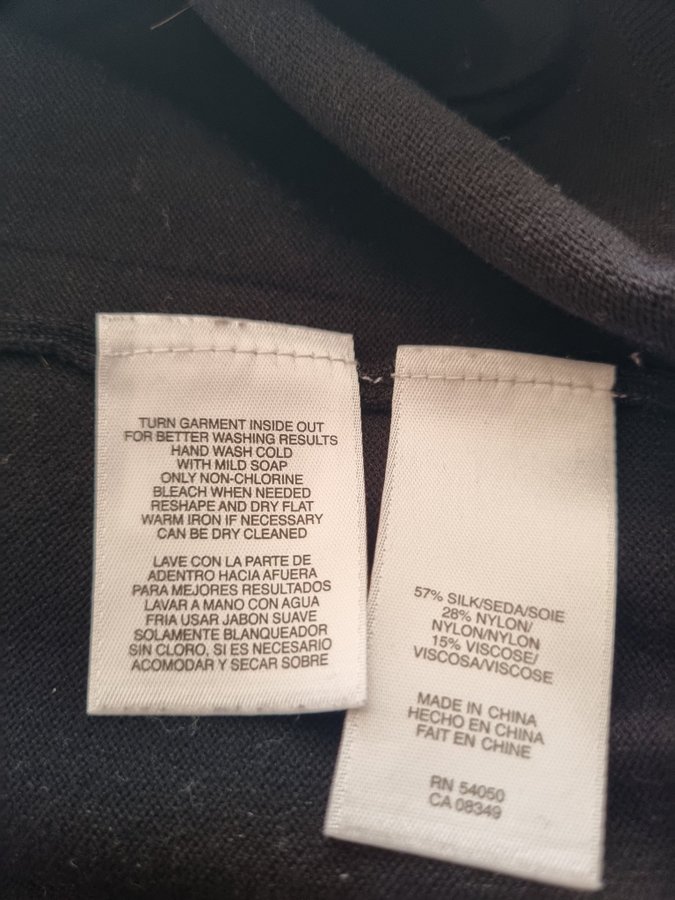 TURN GARMENT INSIDE OUT
FOR BETTER WASHING RESULTS
HAND WASH COLD
WITH MILD SOAP
ONLY NON-CHLORINE
BLEACH WHEN NEEDED
RESHAPE AND DRY FLAT
WARM IRON IF NECESSARY
CAN BE DRY CLEANED
LAVE CON LA PARTE DE
ADENTRO HACIA AFUERA
PARA MEJORES RESULTADOS
LAVAR A MANO CON AGUA
FRIA USAR JABON SUAVE
SOLAMENTE BLANQUEADOR
SIN CLORO, SI ES NECESARIO
ACOMODAR Y SECAR SOBRE
57% SILK/SEDA/SOIE
28% NYLON/
NYLON/NYLON
15% VISCOSE/
VISCOSA/VISCOSE
MADE IN CHINA
HECHO EN CHINA
FAIT EN CHINE
RN 54050
CA 08349